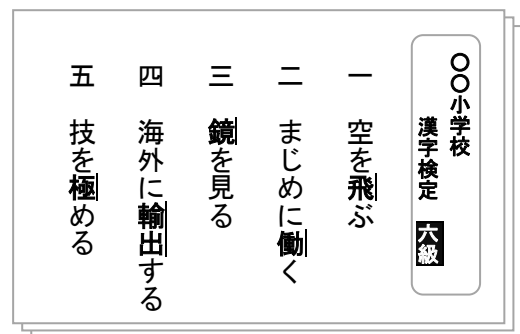 〇〇小学校
漢字検定 六級
一 空を飛ぶ
二 まじめに働く
三 鏡を見る
四 海外に輸出する
五 技を極める